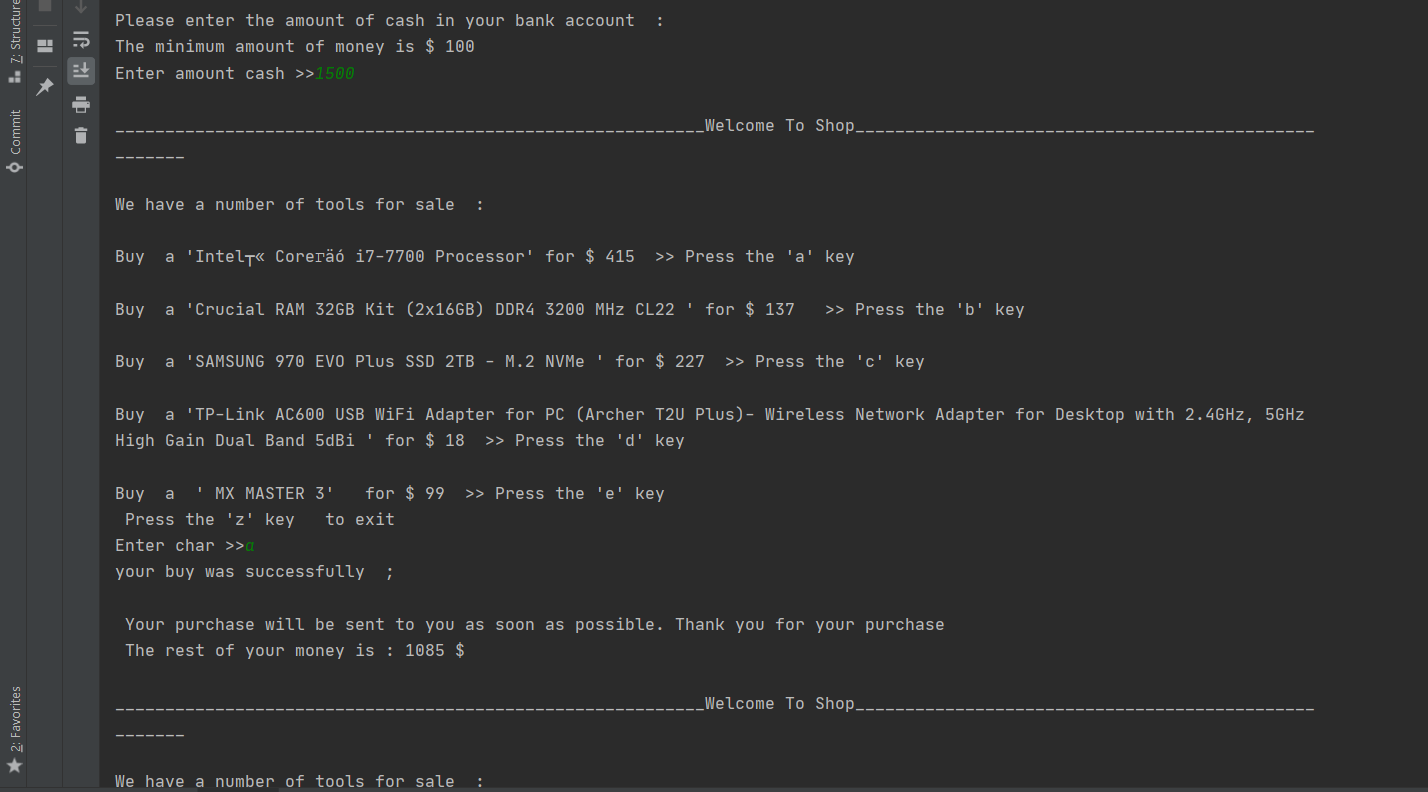 7: Structure
Commit
2: Favorites
Please enter the amount of cash in your bank account  :
The minimum amount of money is $ 100
Enter amount cash >>1500
___________________________________________________________Welcome To Shop______________________________________________
_______
We have a number of tools for sale  :
Buy  a 'Intel┬« CoreΓäó i7-7700 Processor' for $ 415  >> Press the 'a' key
Buy  a 'Crucial RAM 32GB Kit (2x16GB) DDR4 3200 MHz CL22 ' for $ 137   >> Press the 'b' key
Buy  a 'SAMSUNG 970 EVO Plus SSD 2TB - M.2 NVMe ' for $ 227  >> Press the 'c' key
Buy  a 'TP-Link AC600 USB WiFi Adapter for PC (Archer T2U Plus)- Wireless Network Adapter for Desktop with 2.4GHz, 5GHz
High Gain Dual Band 5dBi ' for $ 18  >> Press the 'd' key
Buy  a  ' MX MASTER 3'   for $ 99  >> Press the 'e' key
 Press the 'z' key   to exit
Enter char >>a
your buy was successfully  ;
 Your purchase will be sent to you as soon as possible. Thank you for your purchase
 The rest of your money is : 1085 $
___________________________________________________________Welcome To Shop______________________________________________
_______
We have a number of tools for sale  :